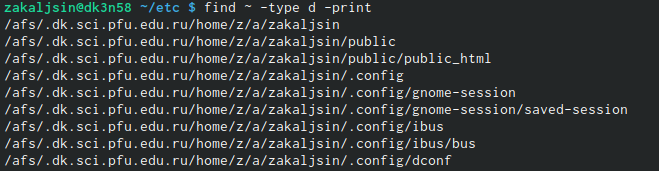 zakaljsin@dk3n58 ~/etc $ find ~ -type d -print
/afs/.dk.sci.pfu.edu.ru/home/z/a/zakaljsin
/afs/.dk.sci.pfu.edu.ru/home/z/a/zakaljsin/public
/afs/.dk.sci.pfu.edu.ru/home/z/a/zakaljsin/public/public_html
/afs/.dk.sci.pfu.edu.ru/home/z/a/zakaljsin/.config
/afs/.dk.sci.pfu.edu.ru/home/z/a/zakaljsin/.config/gnome-session
/afs/.dk.sci.pfu.edu.ru/home/z/a/zakaljsin/.config/gnome-session/saved-session
/afs/.dk.sci.pfu.edu.ru/home/z/a/zakaljsin/.config/ibus
/afs/.dk.sci.pfu.edu.ru/home/z/a/zakaljsin/.config/ibus/bus
/afs/.dk.sci.pfu.edu.ru/home/z/a/zakaljsin/.config/dconf